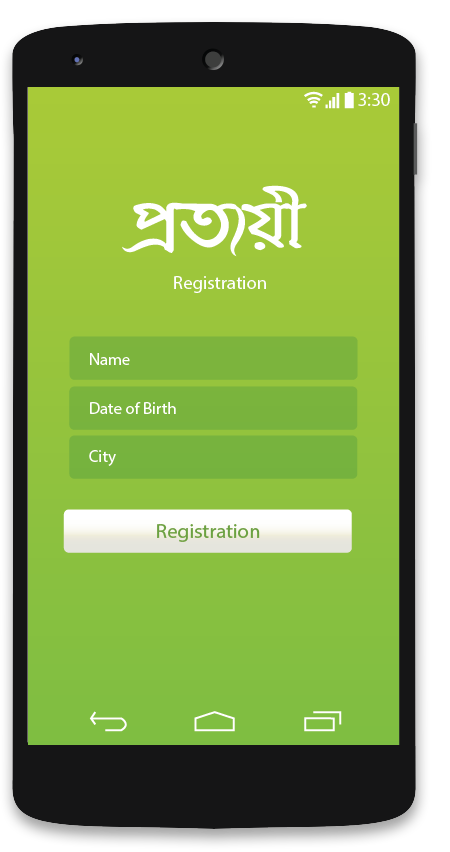 3:30
প্রত্যয়ী
Registration
Name
Date of Birth
City
Registration